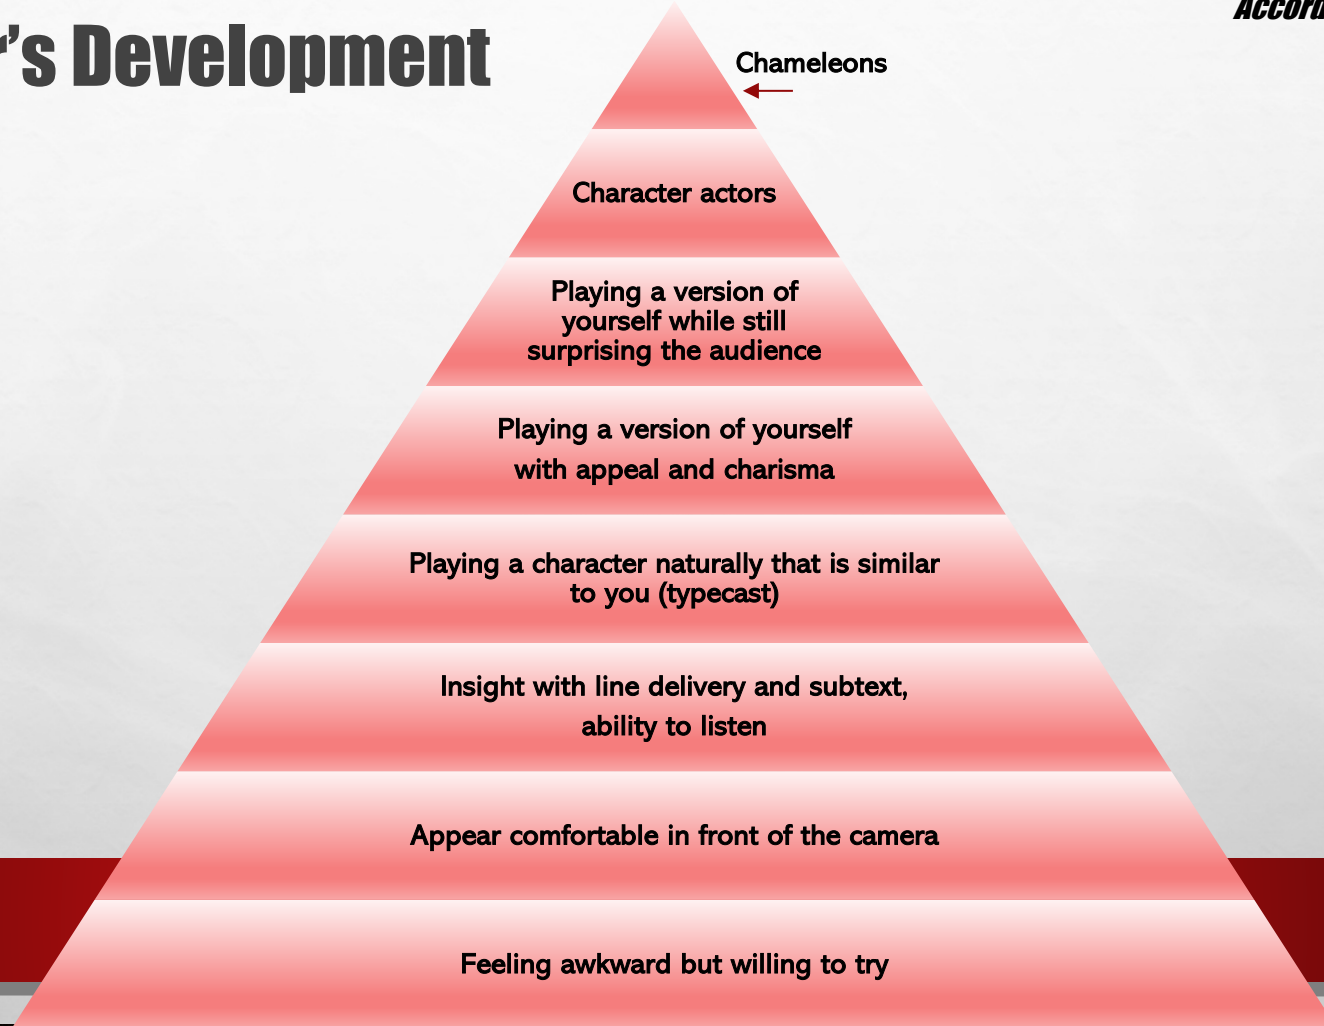 ’s Development
Accord
Chameleons
Character actors
Playing a version of
yourself while still
surprising the audience
Playing a version of yourself
with appeal and charisma
Playing a character naturally that is similar
to you (typecast)
Insight with line delivery and subtext,
ability to listen
Appear comfortable in front of the camera
Feeling awkward but willing to try